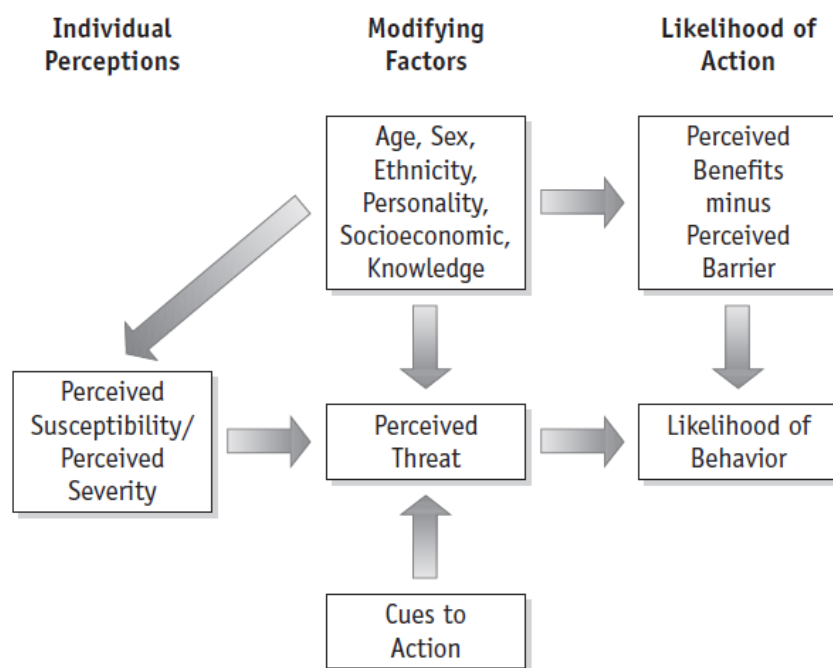 Individual
Perceptions
Modifying
Factors
Likelihood of
Action
Age, Sex,
Ethnicity,
Personality,
Socioeconomic,
Knowledge
Perceived
Benefits
minus
Perceived
Barrier
Perceived
Susceptibility/
Perceived
Severity
Perceived
Threat
Likelihood of
Behavior
Cues to
Action